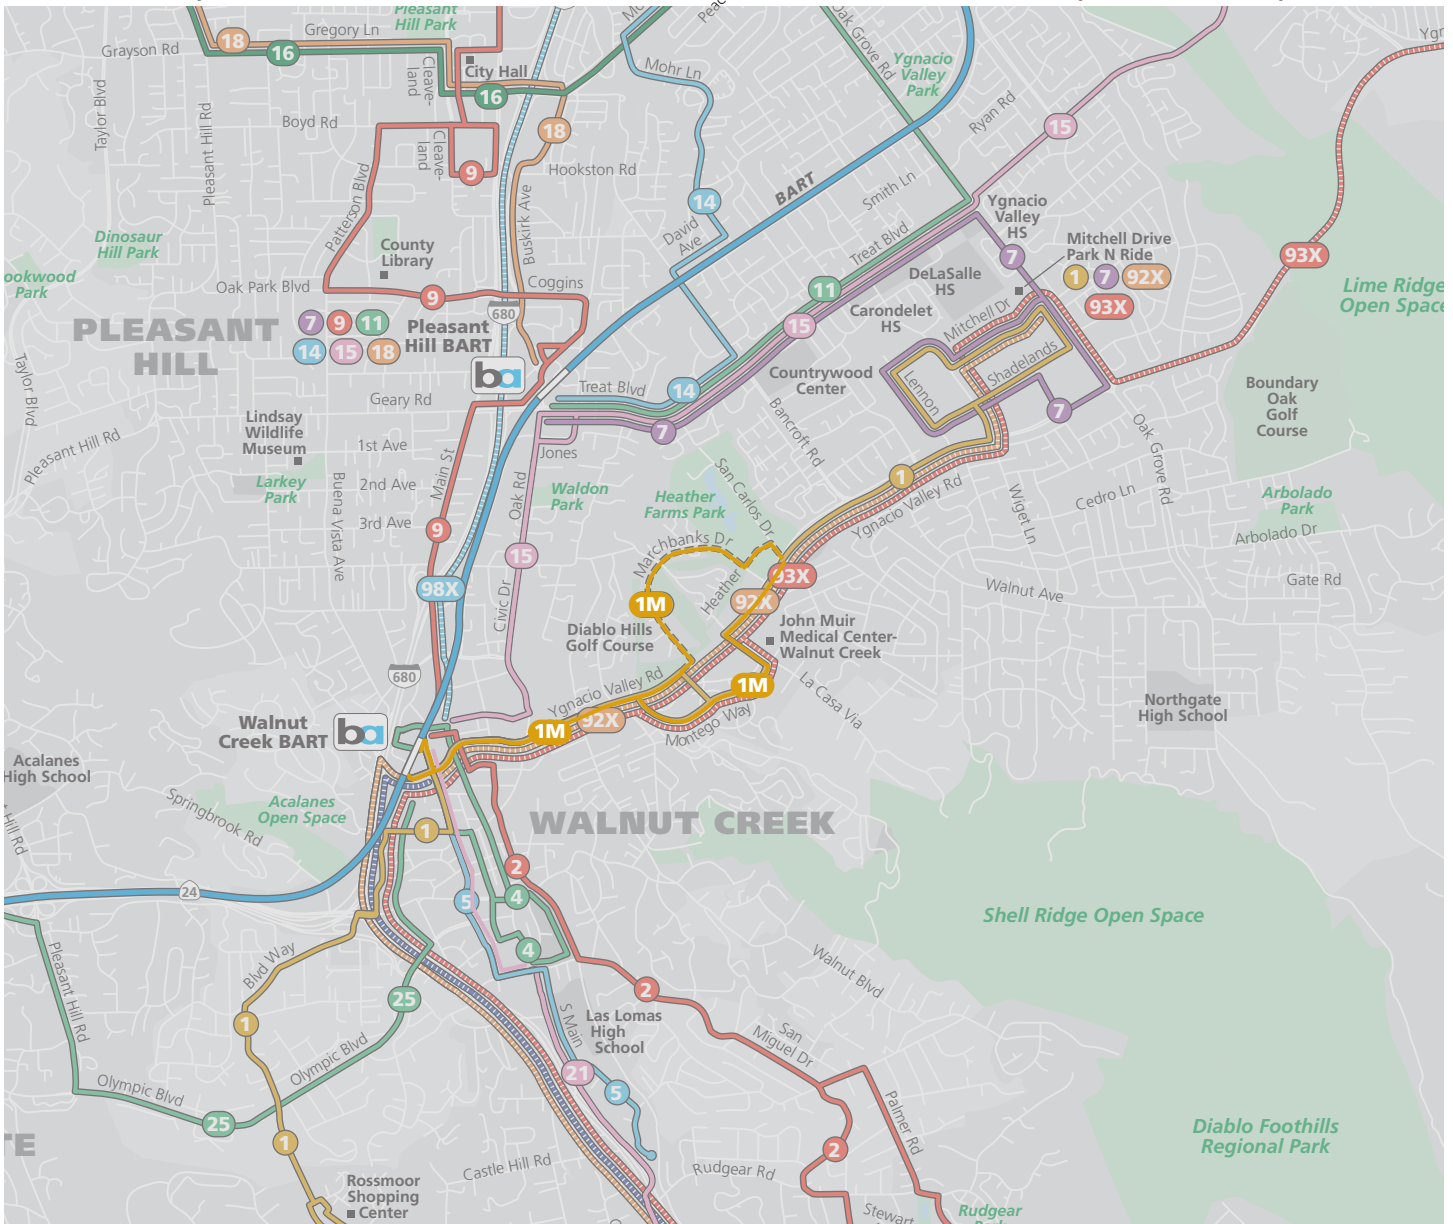 Pleasant
Hill Park
Gregory Ln
18
16
Grayson Rd
City Hall
Cleave-
land
16
Taylor Blvd
Pleasant Hill Rd
Boyd Rd
Cleave-
land
9
18
Hookston Rd
Mohr Ln
Oak Grove Rd
Ygnacio
Valley
Park
Ryan Rd
15
BART
Smith Ln
14
David
Ave
Treat Blvd
Ygnacio
Valley
HS
7
Mitchell Drive
Park N Ride
1
7
92X
93X
93X
Lime Ridge
Open Space
Dinosaur
Hill Park
ookwood
Park
Patterson Blvd
County
Library
Buskirk Ave
Oak Park Blvd
9
Coggins
680
PLEASANT
HILL
7
9
11
14
15
18
Pleasant
Hill BART
ba
11
15
DeLaSalle
HS
Carondelet
HS
Mitchell Dr
Shadelands
Lennon
Countrywood
Center
7
Boundary
Oak
Golf
Course
Taylor Blvd
Pleasant Hill Rd
Geary Rd
Treat Blvd
14
7
Lindsay
Wildlife
Museum
1st Ave
2nd Ave
3rd Ave
Larkey
Park
Buena Vista Ave
Main St
9
Jones
Oak Rd
Waldon
Park
Heather
Farms Park
San Carlos Dr
Bancroft Rd
1
Ygnacio Valley Rd
Wiget Ln
Cedro Ln
Oak Grove Rd
Arbolado
Park
Arbolado Dr
Gate Rd
Walnut Ave
98X
15
Civic Dr
Marchbanks Dr
Heather
1M
93X
92X
Diablo Hills
Golf Course
John Muir
Medical Center-
Walnut Creek
La Casa Via
680
Ygnacio Valley Rd
1M
Montego Way
1M
92X
Northgate
High School
Walnut
Creek BART
ba
Acalanes
High School
Hill Rd
Springbrook Rd
Acalanes
Open Space
1
WALNUT CREEK
2
4
5
4
24
Shell Ridge Open Space
Pleasant Hill Rd
Blvd Way
1
25
Olympic Blvd
Olympic Blvd
25
1
2
Walnut Blvd
S Main
Las Lomas
High
School
San
Miguel Dr
21
5
Palmer Rd
2
Diablo Foothills
Regional Park
TE
Castle Hill Rd
Rudgear Rd
Rossmoor
Shopping
Center
Stewart
Rudgear